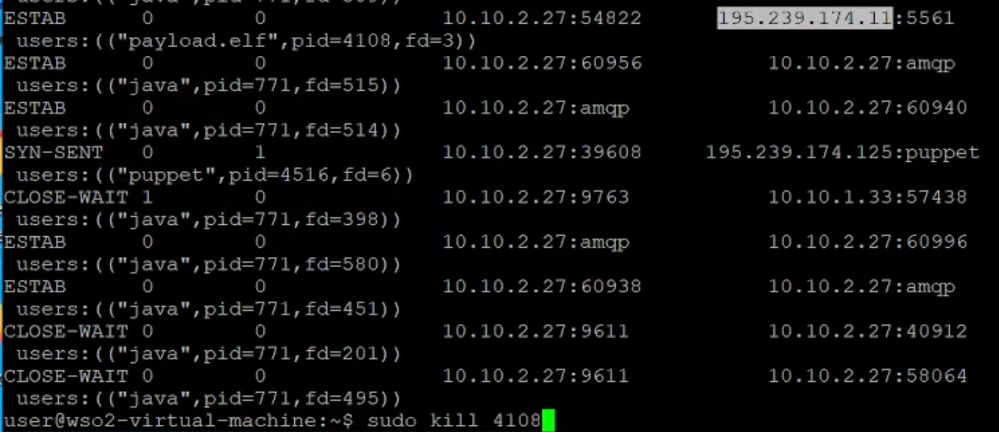 ESTAB 0 0 10.10.2.27:54822 195.239.174.11:5561
users:(("payload.elf",pid=4108,fd=3))
ESTAB 0 0 10.10.2.27:60956 10.10.2.27:amqp
users:(("java",pid=771,fd=515))
ESTAB 0 0 10.10.2.27:amqp 10.10.2.27:60940
users:(("java",pid=771,fd=514))
SYN-SENT 0 1 10.10.2.27:39608 195.239.174.125:puppet
users:(("puppet",pid=4516,fd=6))
CLOSE-WAIT 1 0 10.10.2.27:9763 10.10.1.33:57438
users:(("java",pid=771,fd=398))
ESTAB 0 0 10.10.2.27:amqp 10.10.2.27:60996
users:(("java",pid=771,fd=580))
ESTAB 0 0 10.10.2.27:60938 10.10.2.27:amqp
users:(("java",pid=771,fd=451))
CLOSE-WAIT 0 0 10.10.2.27:9611 10.10.2.27:40912
users:(("java",pid=771,fd=201))
CLOSE-WAIT 0 0 10.10.2.27:9611 10.10.2.27:58064
users:(("java",pid=771,fd=495))
user@wso2-virtual-machine:~$ sudo kill 4108